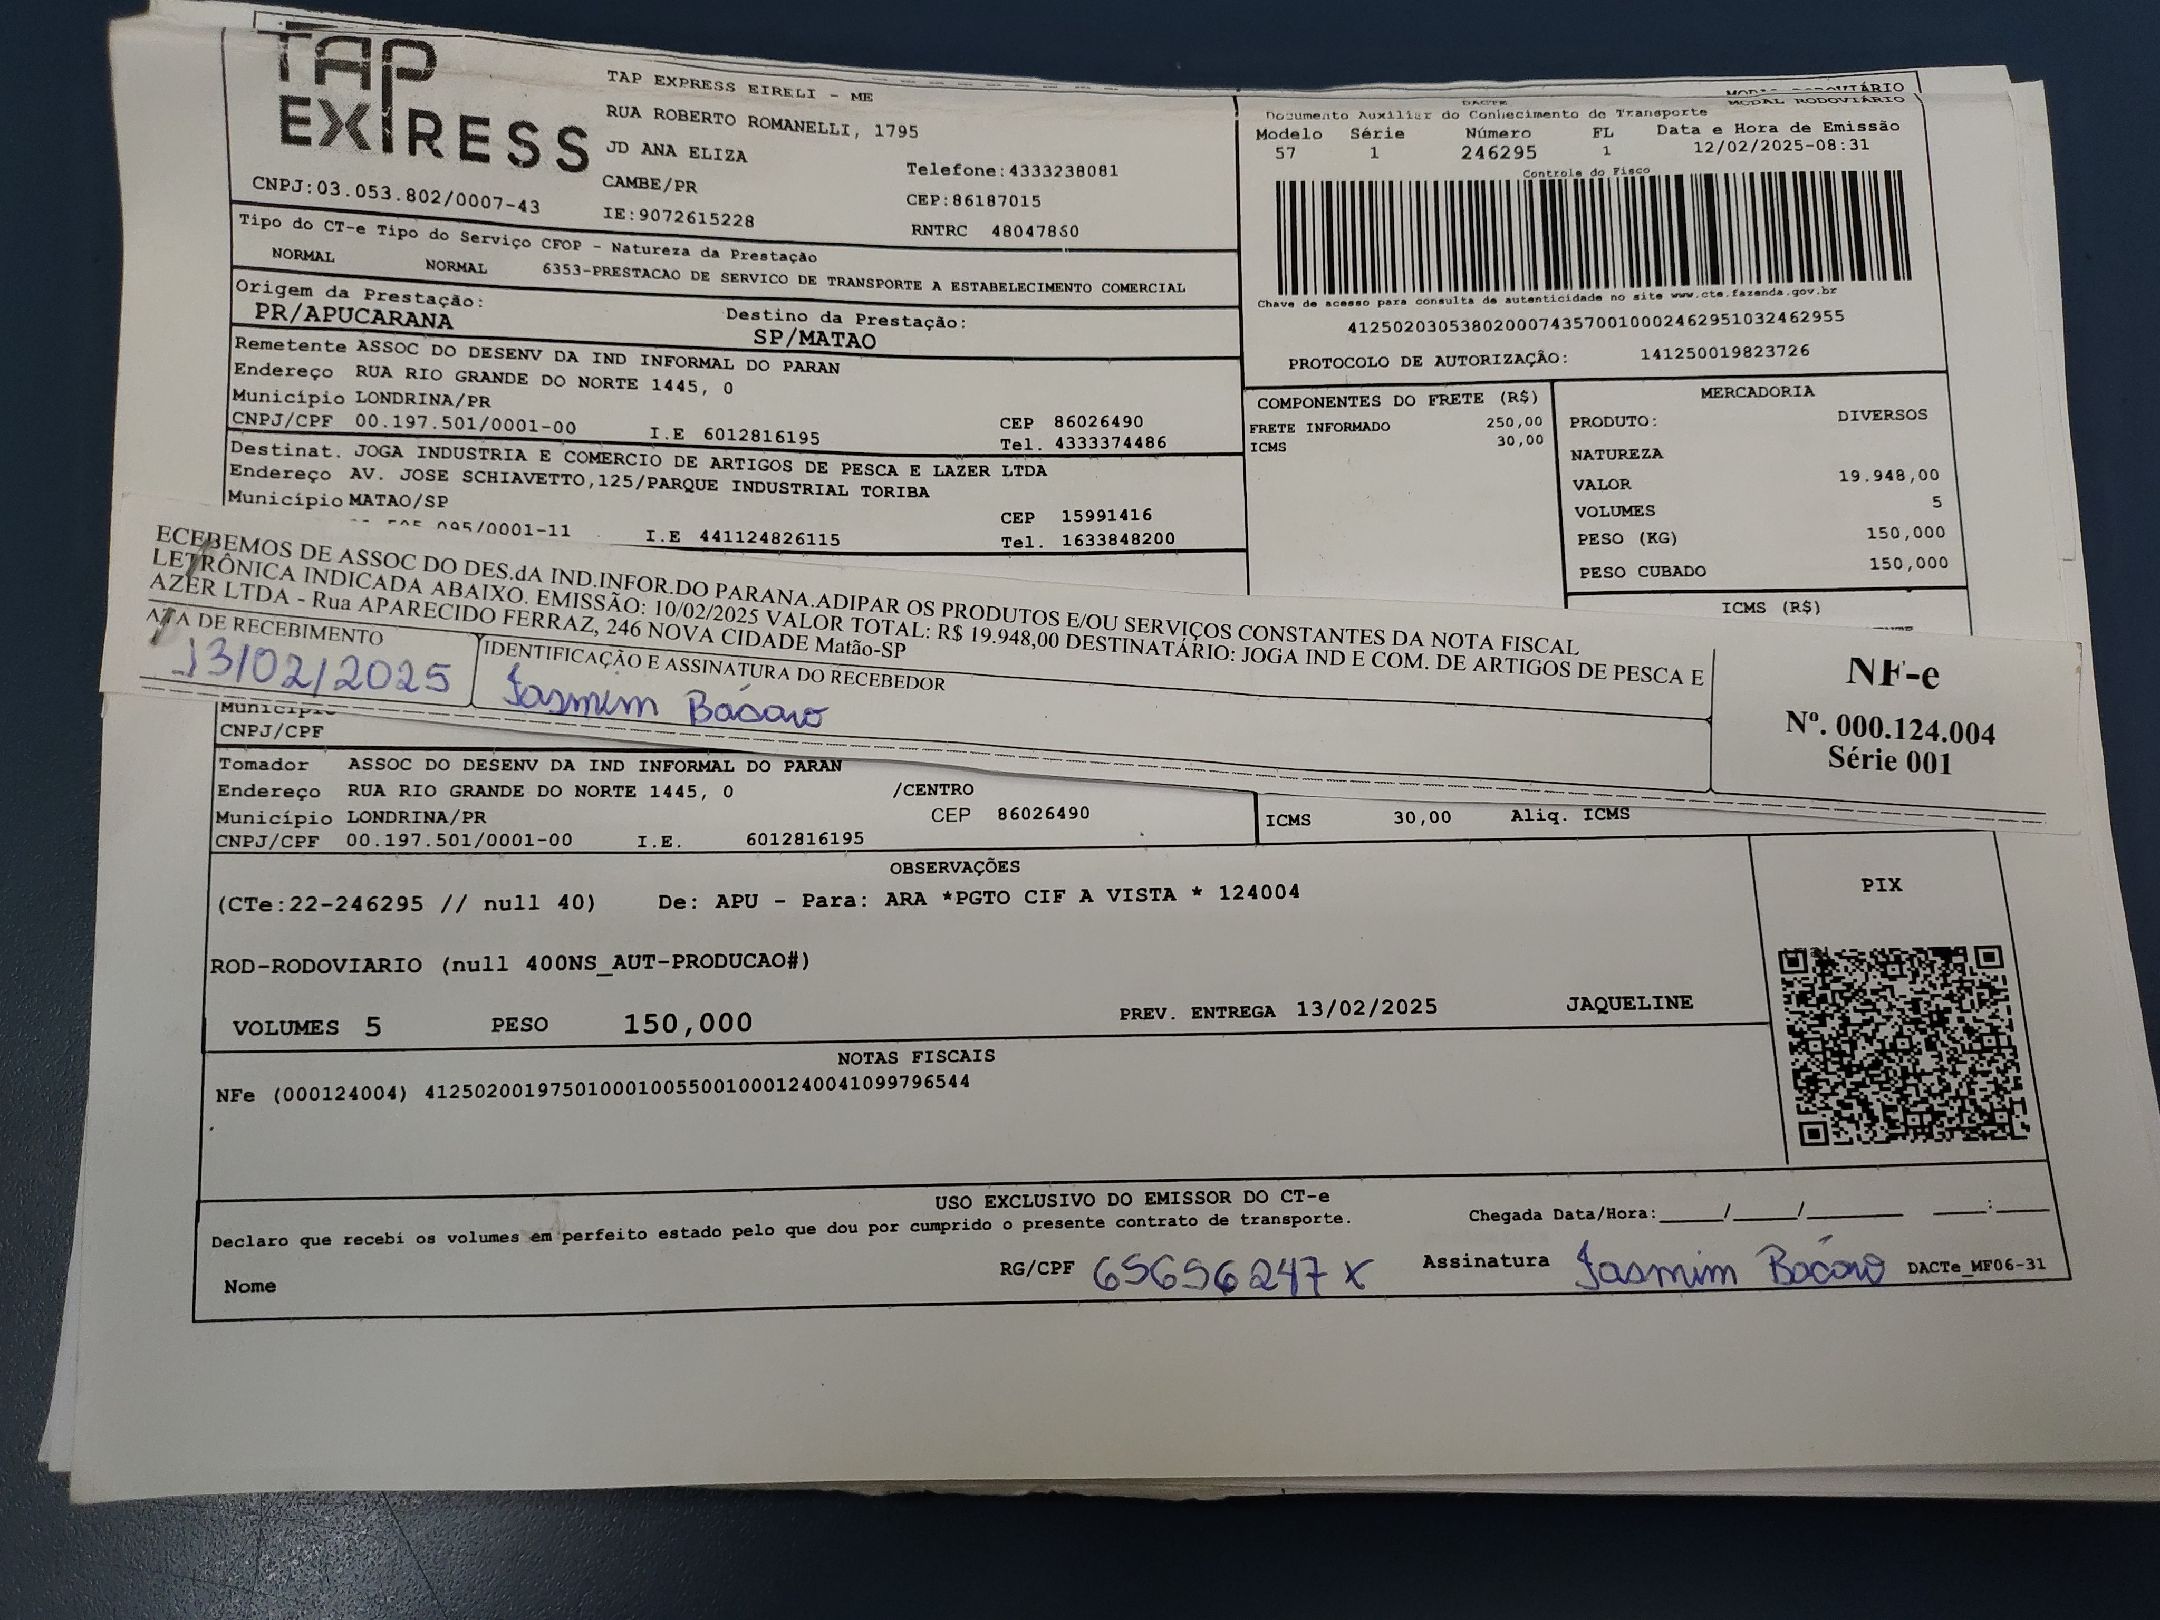 TAP
EXPRESS
TAP EXPRESS EIRELI - ME
RUA ROBERTO ROMANELLI, 1795
JD ANA ELIZA
Telefone:4333238081
CAMBE/PR
CEP:86187015
CNPJ:03.053.802/0007-43
IE:9072615228
RNTRC 48047860
MODAL RODOVIÁRIO
DACTE MODAL RODOVIÁRIO
Documento Auxiliar do Conhecimento de Transporte
Modelo Série Número FL Data e Hora de Emissão
57 1 246295 1 12/02/2025-08:31
Controle do Fisco
Chave de acesso para consulta de autenticidade no site www.cte.fazenda.gov.br
41250203053802000743570010002462951032462955
PROTOCOLO DE AUTORIZAÇÃO: 141250019823726
Tipo do CT-e Tipo do Serviço CFOP - Natureza da Prestação
NORMAL NORMAL 6353-PRESTACAO DE SERVICO DE TRANSPORTE A ESTABELECIMENTO COMERCIAL
Origem da Prestação: Destino da Prestação:
PR/APUCARANA SP/MATAO
Remetente ASSOC DO DESENV DA IND INFORMAL DO PARAN
Endereço RUA RIO GRANDE DO NORTE 1445, 0
Município LONDRINA/PR CEP 86026490
CNPJ/CPF 00.197.501/0001-00 I.E 6012816195 Tel. 4333374486
Destinat. JOGA INDUSTRIA E COMERCIO DE ARTIGOS DE PESCA E LAZER LTDA
Endereço AV. JOSE SCHIAVETTO,125/PARQUE INDUSTRIAL TORIBA
Município MATAO/SP CEP 15991416
095/0001-11 I.E 441124826115 Tel. 1633848200
COMPONENTES DO FRETE (R$)
FRETE INFORMADO 250,00
ICMS 30,00
MERCADORIA
PRODUTO: DIVERSOS
NATUREZA
VALOR 19.948,00
VOLUMES 5
PESO (KG) 150,000
PESO CUBADO 150,000
ICMS (R$)
ECEBEMOS DE ASSOC DO DES.dA IND.INFOR.DO PARANA.ADIPAR OS PRODUTOS E/OU SERVIÇOS CONSTANTES DA NOTA FISCAL
LETRÔNICA INDICADA ABAIXO. EMISSÃO: 10/02/2025 VALOR TOTAL: R$ 19.948,00 DESTINATÁRIO: JOGA IND E COM. DE ARTIGOS DE PESCA E
AZER LTDA - Rua APARECIDO FERRAZ, 246 NOVA CIDADE Matão-SP
ATA DE RECEBIMENTO IDENTIFICAÇÃO E ASSINATURA DO RECEBEDOR
13/02/2025 Jasmim
NF-e
Nº. 000.124.004
Série 001
Município
CNPJ/CPF
Tomador ASSOC DO DESENV DA IND INFORMAL DO PARAN
Endereço RUA RIO GRANDE DO NORTE 1445, 0 /CENTRO
Município LONDRINA/PR CEP 86026490
CNPJ/CPF 00.197.501/0001-00 I.E. 6012816195
ICMS 30,00 Aliq. ICMS
OBSERVAÇÕES
(CTe:22-246295 // null 40) De: APU - Para: ARA *PGTO CIF A VISTA * 124004
ROD-RODOVIARIO (null 400NS_AUT-PRODUCAO#)
VOLUMES 5 PESO 150,000 PREV. ENTREGA 13/02/2025 JAQUELINE
PIX
NOTAS FISCAIS
NFe (000124004) 41250200197501000100550010001240041099796544
USO EXCLUSIVO DO EMISSOR DO CT-e
Declaro que recebi os volumes em perfeito estado pelo que dou por cumprido o presente contrato de transporte. Chegada Data/Hora:_____/_____/________ ____:____
Nome RG/CPF 65656247x Assinatura Jasmim DACTe_MF06-31